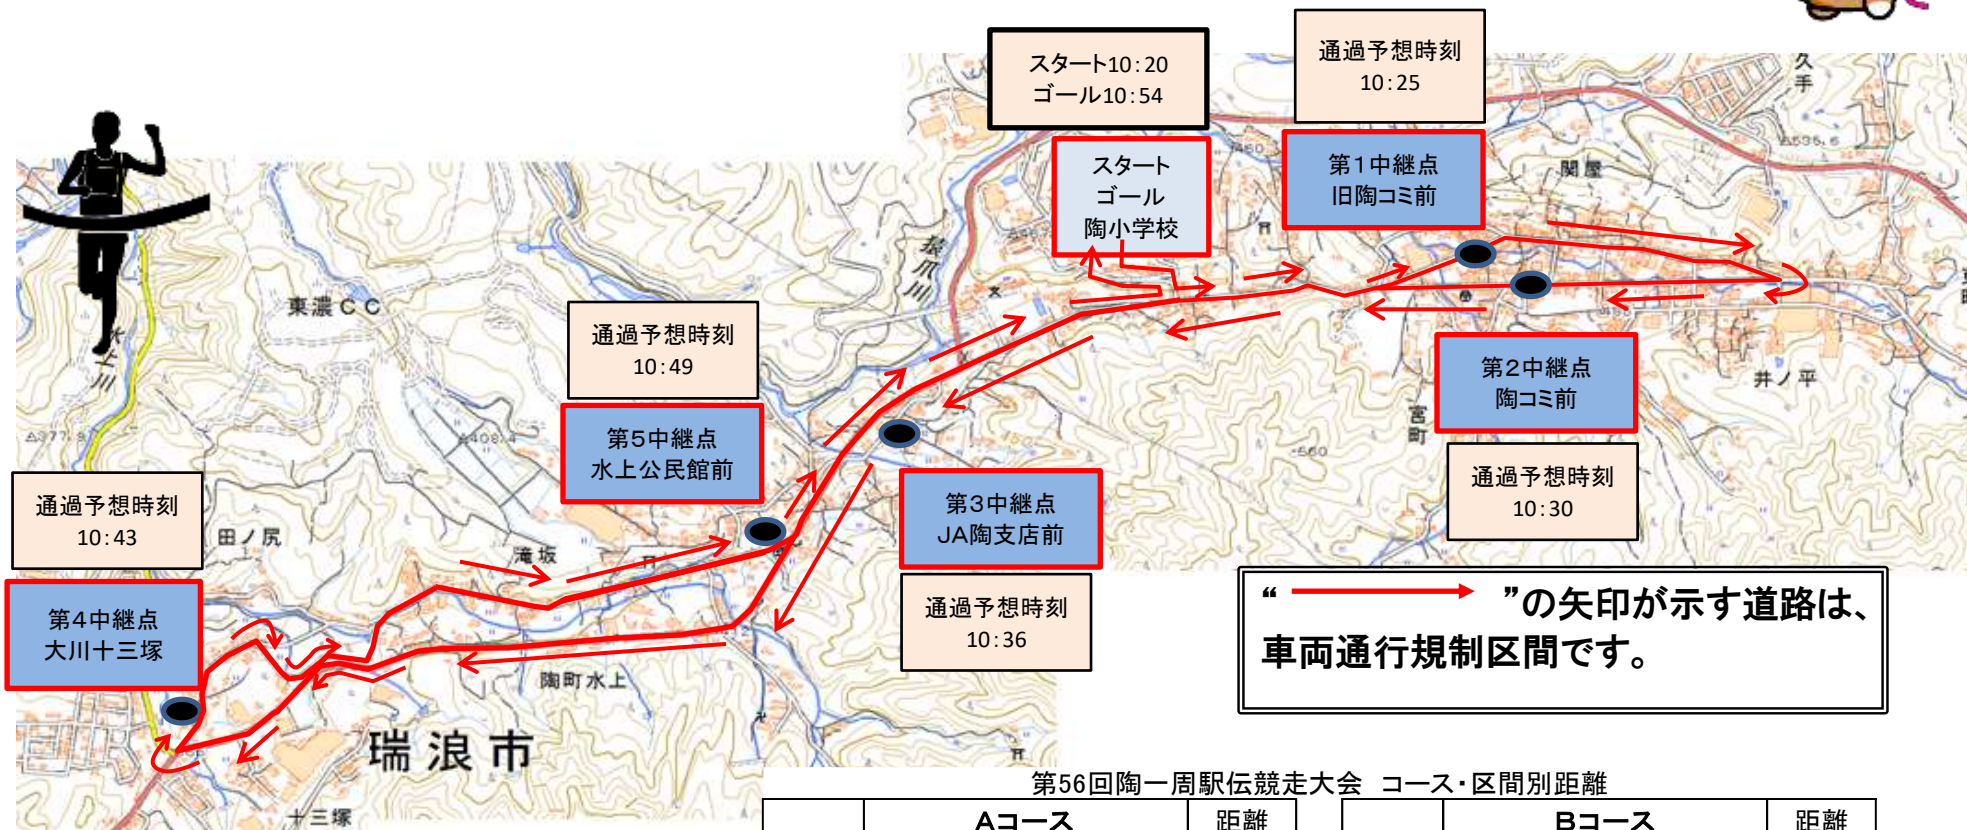 スタート10:20
ゴール10:54
通過予想時刻
10:25
スタート
ゴール
陶小学校
第1中継点
旧陶コミ前
久手
関屋
東濃CC
水上川
猿爪川
通過予想時刻
10:49
第5中継点
水上公民館前
第2中継点
陶コミ前
井ノ平
宮町
通過予想時刻
10:30
第3中継点
JA陶支店前
通過予想時刻
10:36
通過予想時刻
10:43
田ノ尻
滝坂
第4中継点
大川十三塚
陶町水上
瑞浪市
十三塚
“ ”の矢印が示す道路は、
車両通行規制区間です。
第56回陶一周駅伝競走大会 コース・区間別距離
Aコース 距離 Bコース 距離